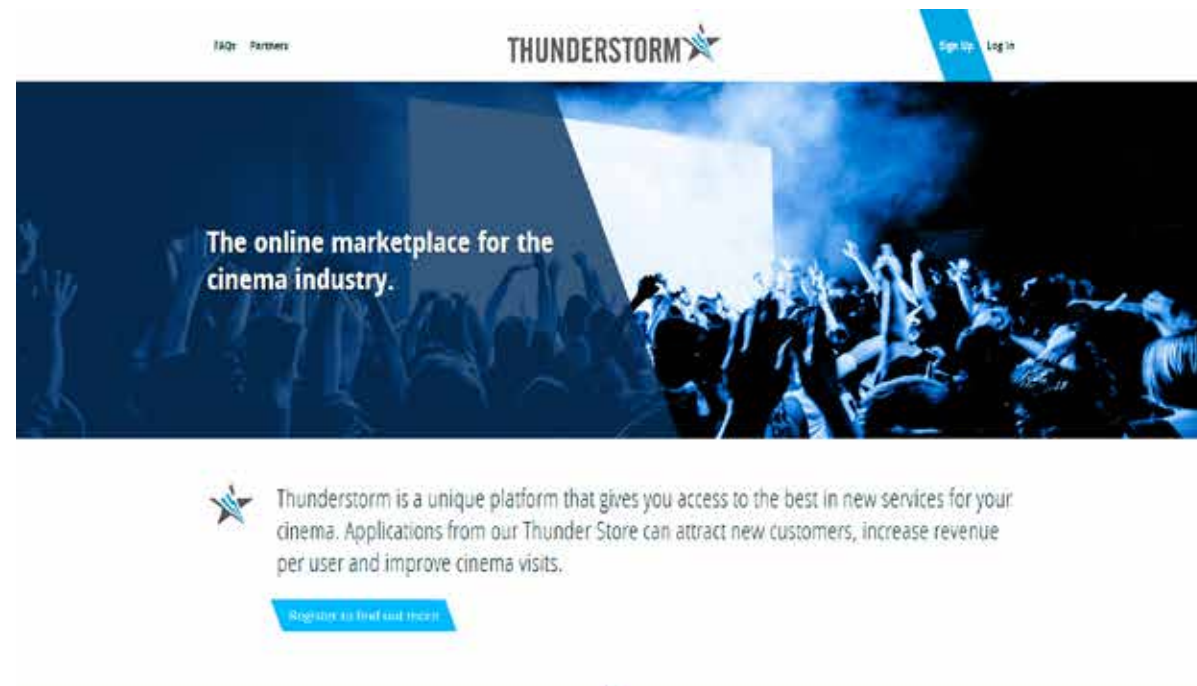 FAQs Partners
THUNDERSTORM
Sign Up Log In
The online marketplace for the
cinema industry.
Thunderstorm is a unique platform that gives you access to the best in new services for your
cinema. Applications from our Thunder Store can attract new customers, increase revenue
per user and improve cinema visits.
Register to find out more